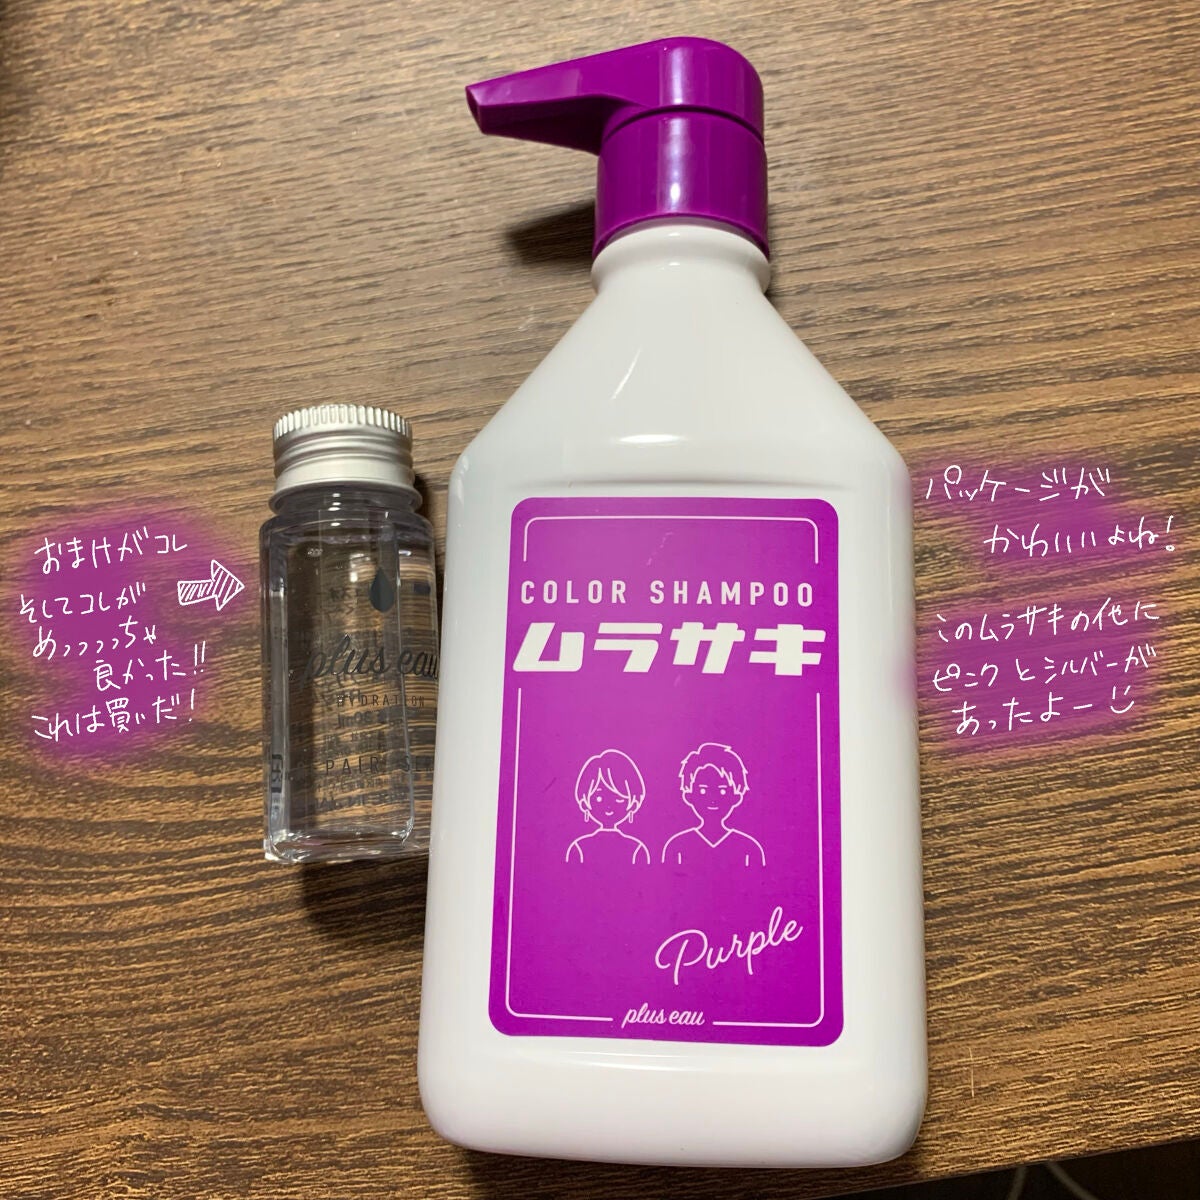 おまけがコレ
そしてコレが
めっっっっちゃ
良かった!!
これは買いだ!
plus eau
HYDRATION
COLOR SHAMPOO
ムラサキ
Purple
plus eau
パッケージが
かわいいよね!
このムラサキの他に
ピンクとシルバーが
あったよー